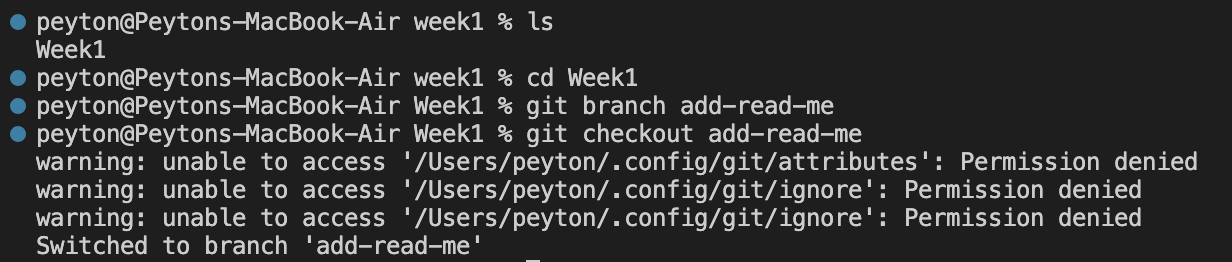 peyton@Peytons-MacBook-Air week1 % ls
Week1
peyton@Peytons-MacBook-Air week1 % cd Week1
peyton@Peytons-MacBook-Air Week1 % git branch add-read-me
peyton@Peytons-MacBook-Air Week1 % git checkout add-read-me
warning: unable to access '/Users/peyton/.config/git/attributes': Permission denied
warning: unable to access '/Users/peyton/.config/git/ignore': Permission denied
warning: unable to access '/Users/peyton/.config/git/ignore': Permission denied
Switched to branch 'add-read-me'